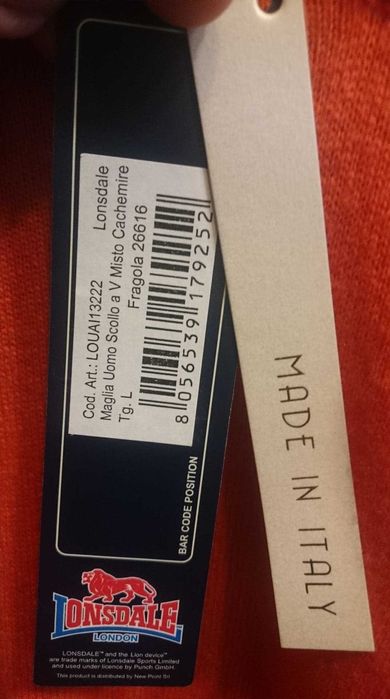 Cod. Art.: LOUAI13222 Lonsdale
Maglia Uomo Scollo a V Misto Cachemire
Tg. L Fragola 26616
8 056539 179252
BAR CODE POSITION
LONSDALE
LONDON
LONSDALE™ and the Lion device™
are trade marks of Lonsdale Sports Limited
and used under licence by Punch GmbH.
This product is distributed by New Print Srl
MADE IN ITALY